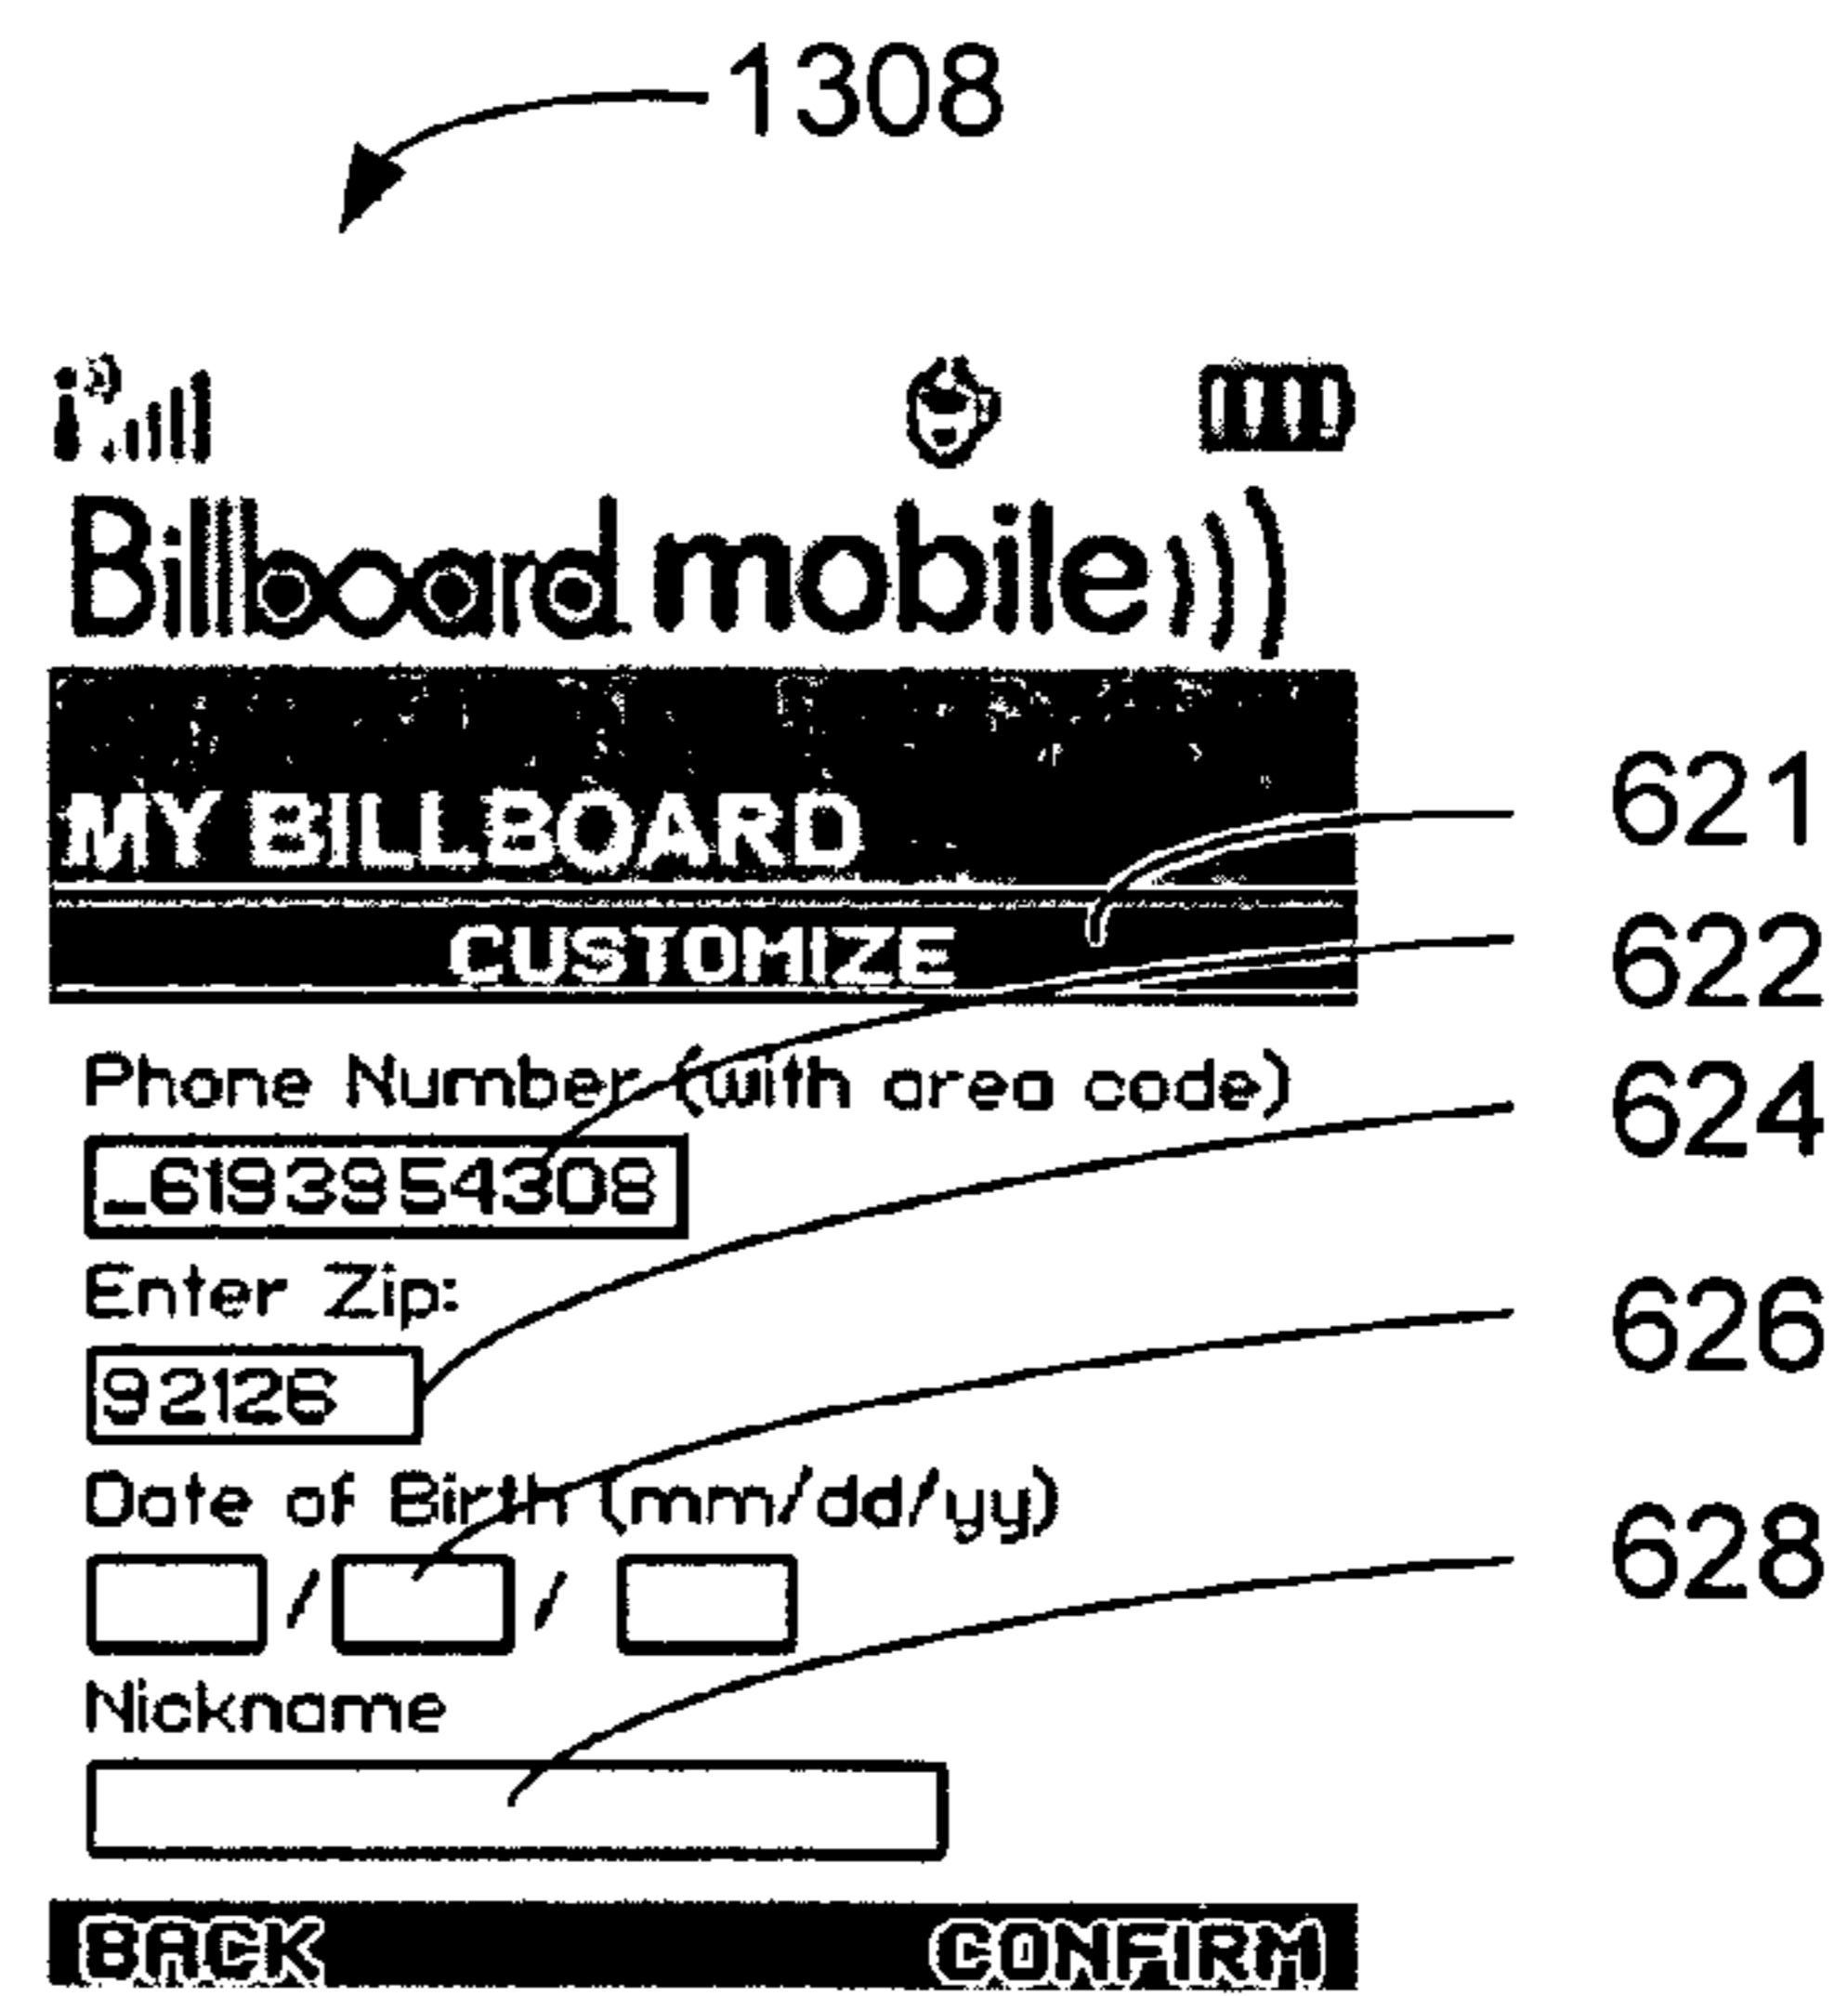 1308
Billboard mobile
MY BILLBOARD
621
CUSTOMIZE
622
Phone Number (with area code)
624
_6193954308
Enter Zip:
626
92126
Date of Birth (mm/dd/yy)
628
/ /
Nickname
BACK CONFIRM